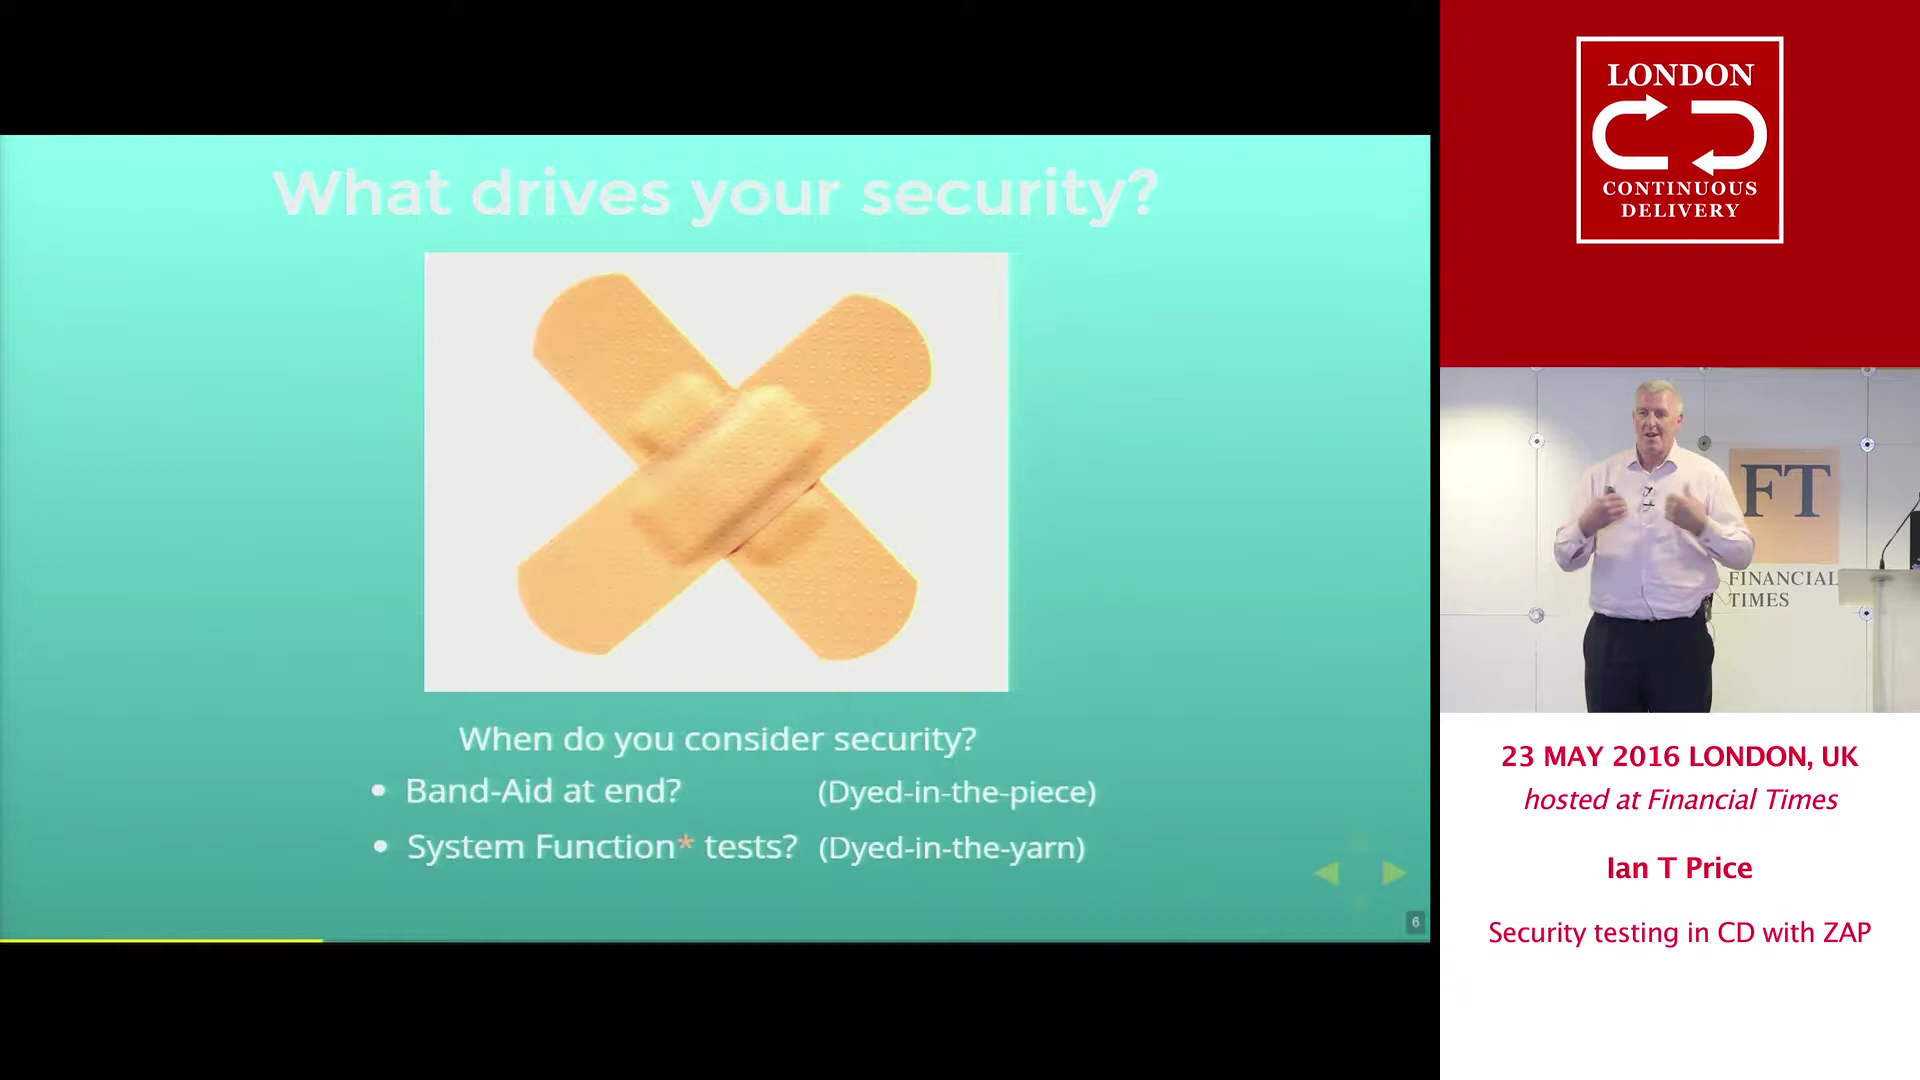 What drives your security?
When do you consider security?
• Band-Aid at end? (Dyed-in-the-piece)
• System Function* tests? (Dyed-in-the-yarn)
6
LONDON
CONTINUOUS
DELIVERY
FT
FINANCIAL
TIMES
23 MAY 2016 LONDON, UK
hosted at Financial Times
Ian T Price
Security testing in CD with ZAP